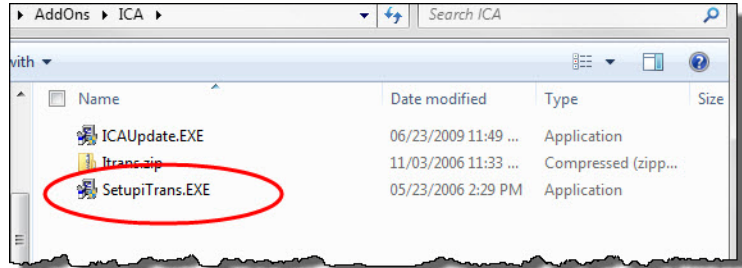 AddOns ICA Search ICA
with
Name Date modified Type Size
ICAUpdate.EXE 06/23/2009 11:49 ... Application
Itrans.zip 11/03/2006 11:33 ... Compressed (zipp...
SetupiTrans.EXE 05/23/2006 2:29 PM Application